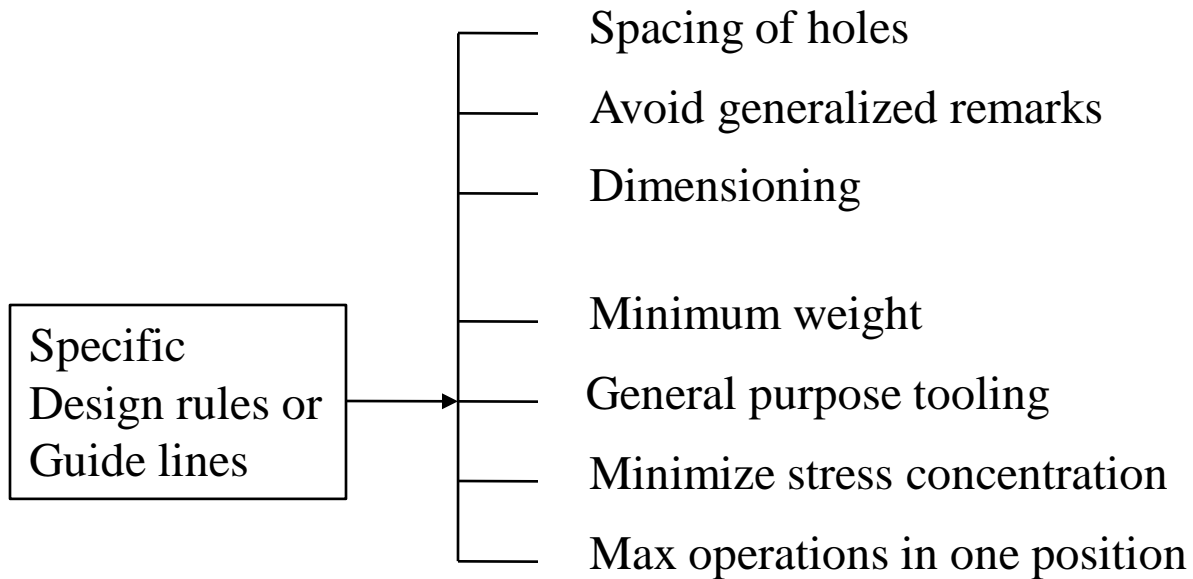 Spacing of holes
Avoid generalized remarks
Dimensioning
Minimum weight
Specific
Design rules or
Guide lines
General purpose tooling
Minimize stress concentration
Max operations in one position